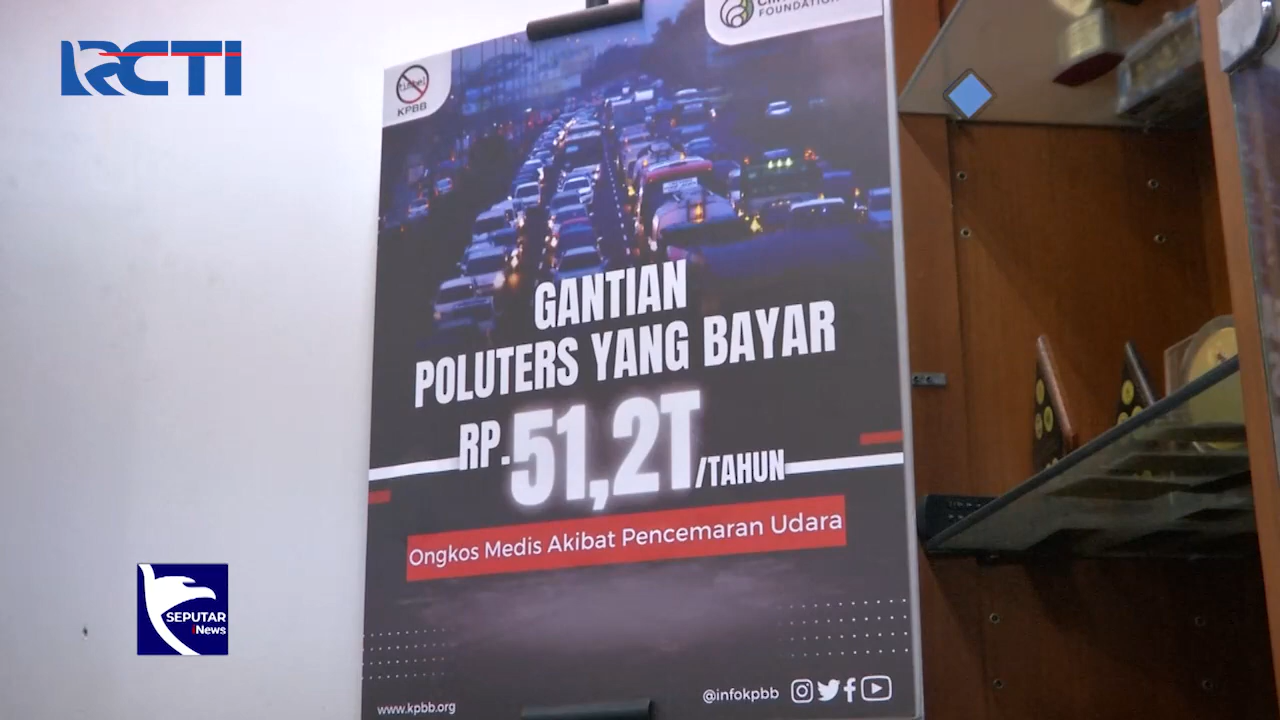 RCTI
KPBB
FOUNDATION
GANTIAN
POLUTERS YANG BAYAR
RP. 51,2T /TAHUN
Ongkos Medis Akibat Pencemaran Udara
www.kpbb.org
@infokpbb
SEPUTAR
iNews